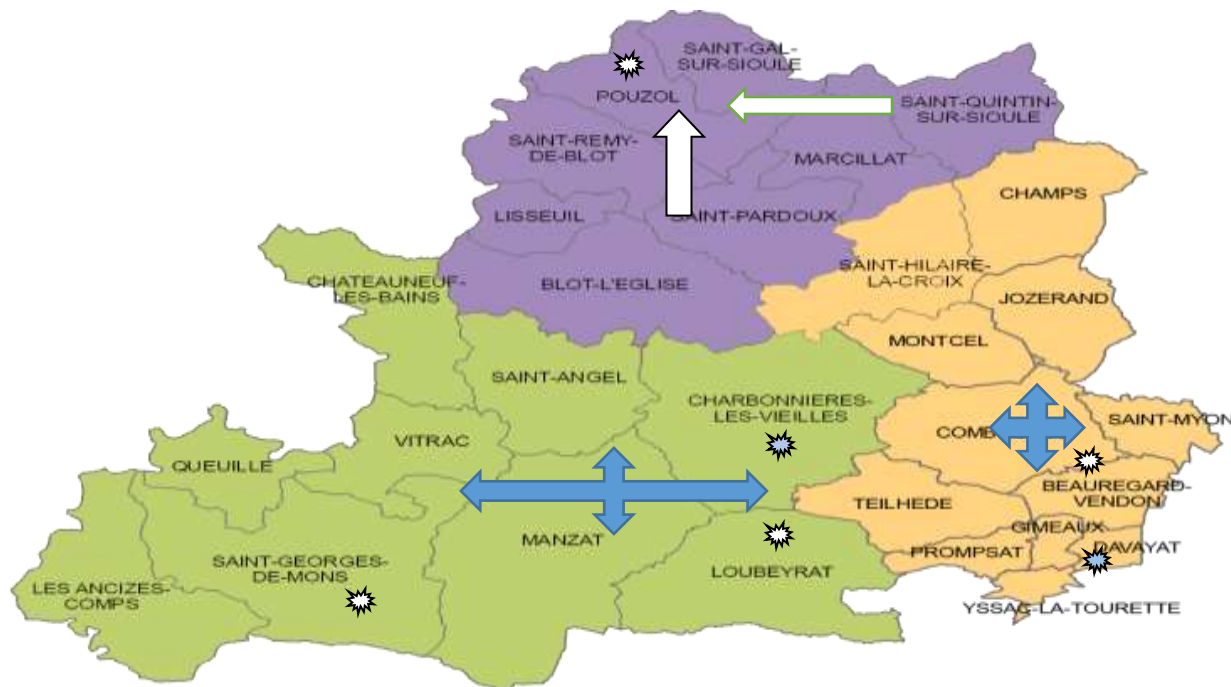 SAINT-GAL-
SUR-SIOULE
POUZOL
SAINT-QUINTIN-
SUR-SIOULE
SAINT-REMY-
DE-BLOT
MARCILLAT
CHAMPS
LISSEUIL
SAINT-PARDOUX
SAINT-HILAIRE-
LA-CROIX
CHATEAUNEUF-
LES-BAINS
BLOT-L'EGLISE
JOZERAND
MONTCEL
SAINT-ANGEL
CHARBONNIERES-
LES-VIEILLES
SAINT-MYON
VITRAC
COMB
QUEUILLE
BEAUREGARD-
VENDON
TEILHEDE
GIMEAUX
MANZAT
DAVAYAT
PROMPSAT
SAINT-GEORGES-
DE-MONS
LOUBEYRAT
LES ANCIZES-
COMPS
YSSAC-LA-TOURETTE